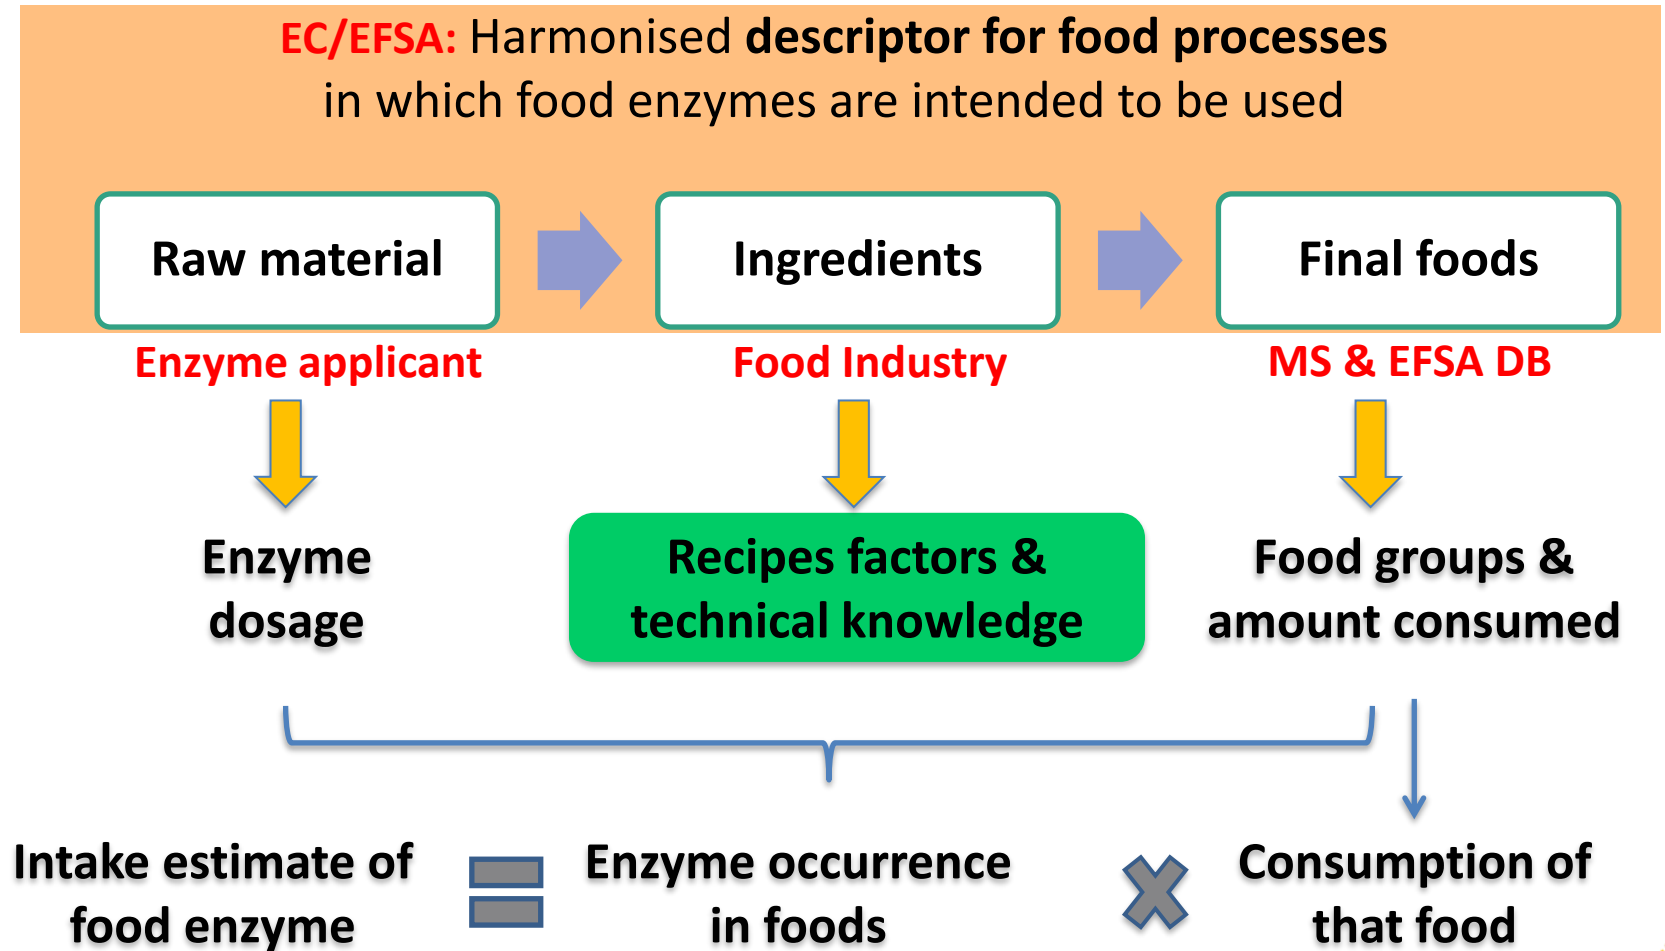 EC/EFSA: Harmonised descriptor for food processes
in which food enzymes are intended to be used
Raw material
Ingredients
Final foods
Enzyme applicant
Food Industry
MS & EFSA DB
Enzyme
dosage
Recipes factors &
technical knowledge
Food groups &
amount consumed
Intake estimate of
food enzyme
Enzyme occurrence
in foods
Consumption of
that food